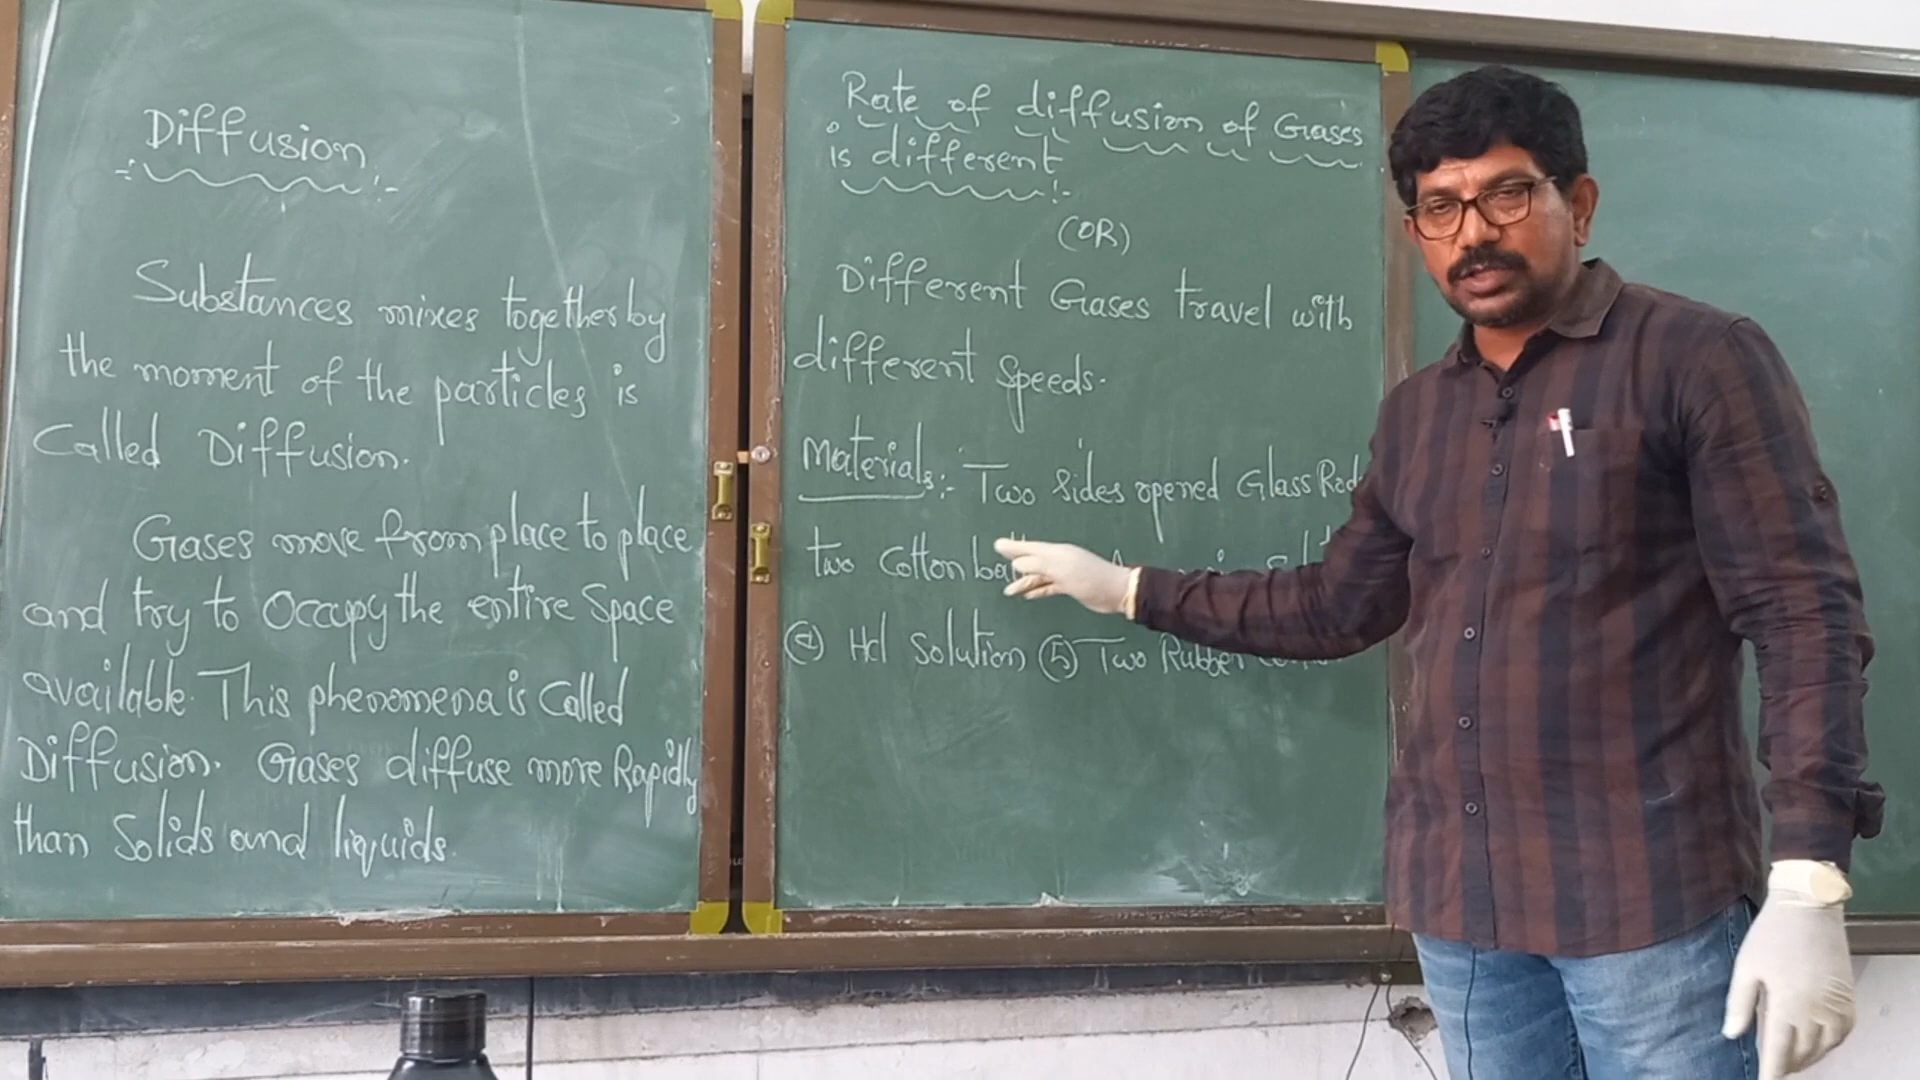 Diffusion
Substances mixes together by
the moment of the particles is
Called Diffusion.
Gases move from place to place
and try to Occupy the entire Space
available. This phenomena is Called
Diffusion. Gases diffuse more Rapidly
than Solids and liquids.
Rate of diffusion of Gases
is different
(OR)
Different Gases travel with
different Speeds.
Materials:- Two Sides opened Glass
two Cotton
④ Hcl Solution ⑤ Two Rubber